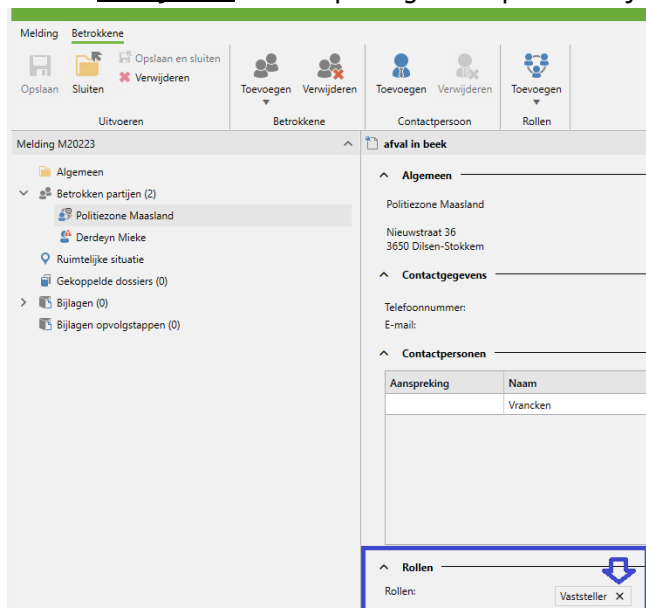 Melding Betrokkene
Opslaan
Sluiten
Opslaan en sluiten
Verwijderen
Uitvoeren
Toevoegen
Verwijderen
Betrokkene
Toevoegen
Verwijderen
Contactpersoon
Toevoegen
Rollen
Melding M20223
Algemeen
Betrokken partijen (2)
Politiezone Maasland
Derdeyn Mieke
Ruimtelijke situatie
Gekoppelde dossiers (0)
Bijlagen (0)
Bijlagen opvolgstappen (0)
afval in beek
Algemeen
Politiezone Maasland
Nieuwstraat 36
3650 Dilsen-Stokkem
Contactgegevens
Telefoonnummer:
E-mail:
Contactpersonen
Aanspreking Naam
Vrancken
Rollen
Rollen: Vaststeller